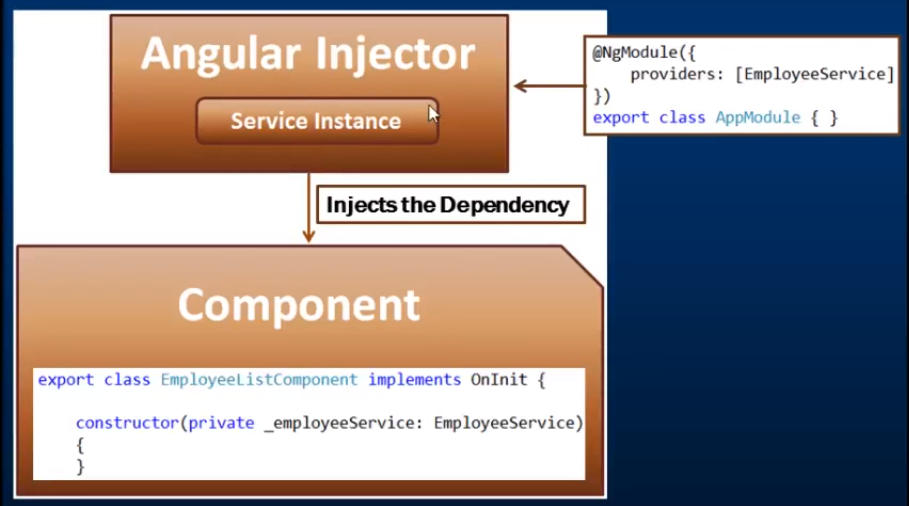 Angular Injector
Service Instance
@NgModule({
    providers: [EmployeeService]
})
export class AppModule { }
Injects the Dependency
Component
export class EmployeeListComponent implements OnInit {
    constructor(private _employeeService: EmployeeService)
    {
    }